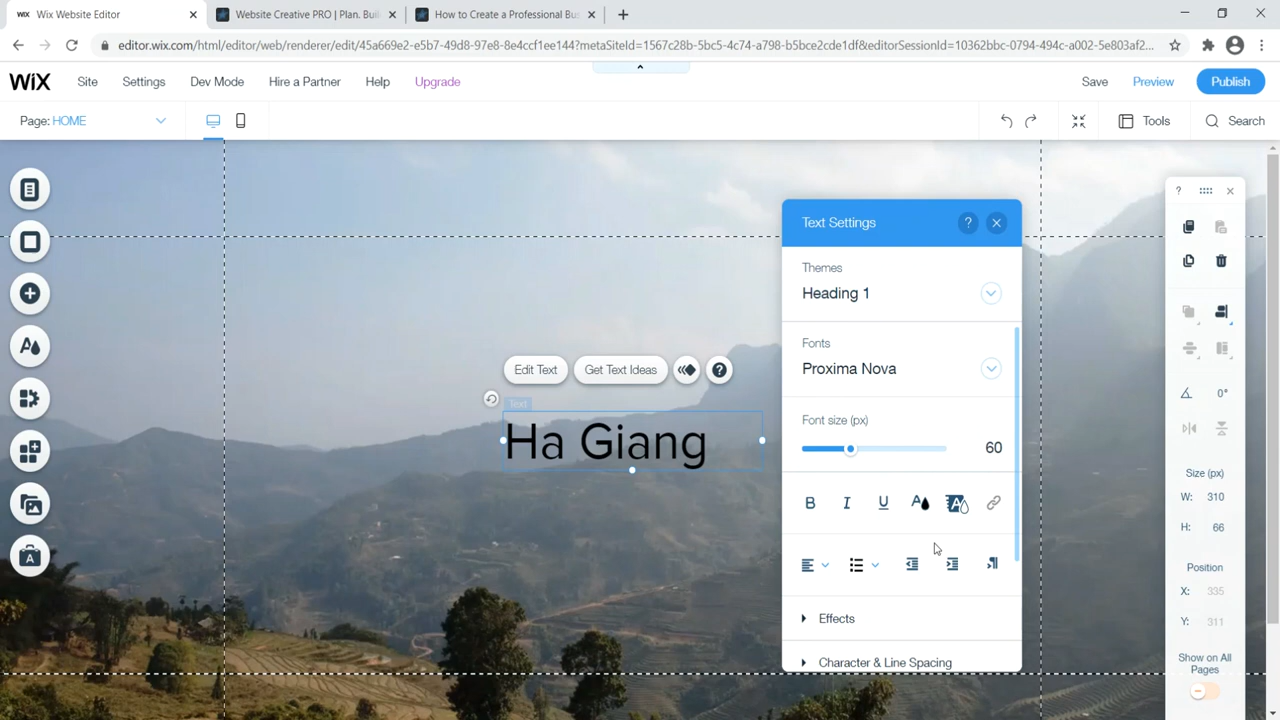 Wix Wix Website Editor
Website Creative PRO | Plan. Buil
How to Create a Professional Bus
editor.wix.com/html/editor/web/renderer/edit/45a669e2-e5b7-49d8-97e8-8e4ccf1ee144?metaSiteId=1567c28b-5bc5-4c74-a798-b5bce2cde1df&editorSessionId=10362bbc-0794-494c-a002-5e803af2...
WiX Site Settings Dev Mode Hire a Partner Help Upgrade Save Preview Publish
Page: HOME Tools Search
Text Settings ?
?
Themes
Heading 1
Fonts
Proxima Nova
Edit Text Get Text Ideas ?
Text
Ha Giang
Font size (px)
60
B I U A A
Effects
Character & Line Spacing
0°
Size (px)
W: 310
H: 66
Position
X: 335
Y: 311
Show on All
Pages